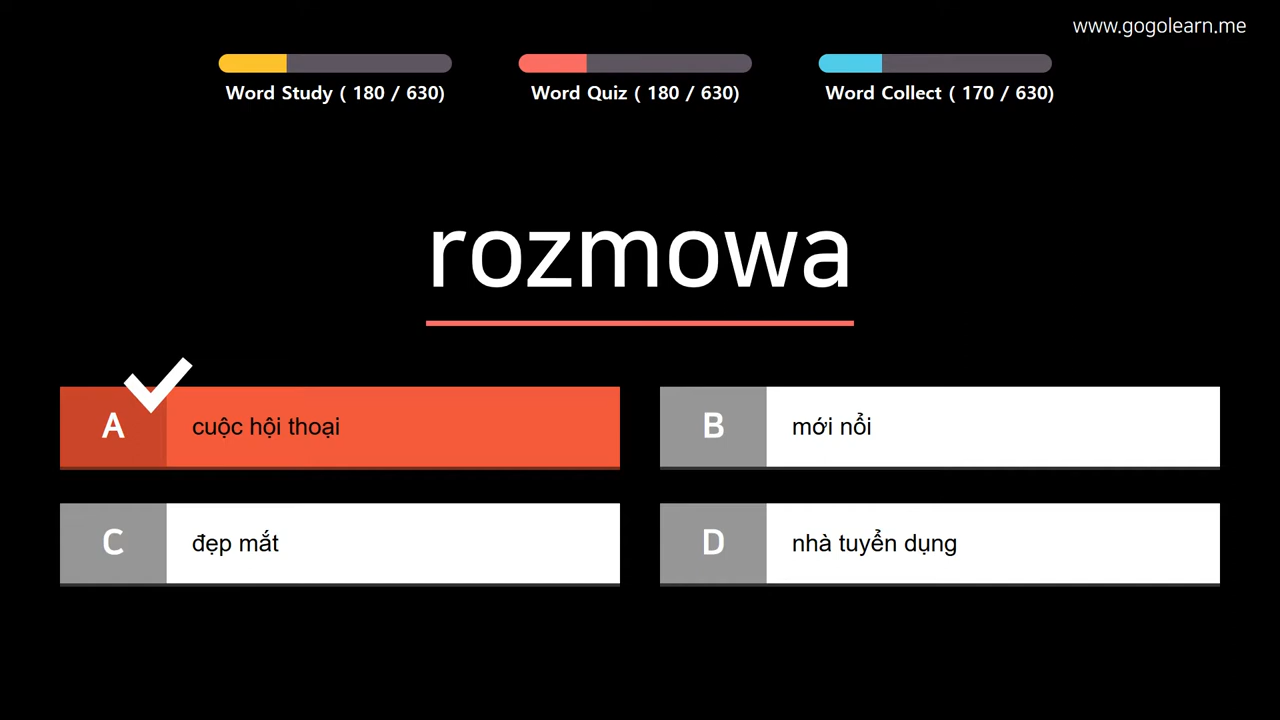 www.gogolearn.me
Word Study ( 180 / 630)
Word Quiz ( 180 / 630)
Word Collect ( 170 / 630)
rozmowa
A cuộc hội thoại
B mới nổi
C đẹp mắt
D nhà tuyển dụng